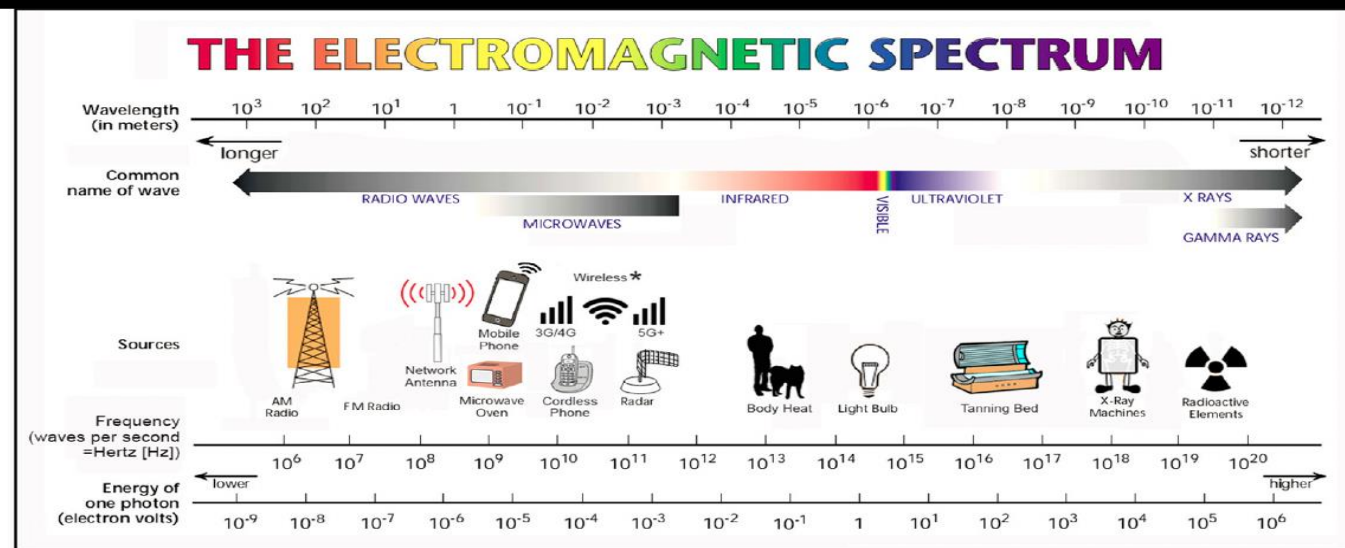 THE ELECTROMAGNETIC SPECTRUM
Wavelength
(in meters)
10³ 10² 10¹ 1 10⁻¹ 10⁻² 10⁻³ 10⁻⁴ 10⁻⁵ 10⁻⁶ 10⁻⁷ 10⁻⁸ 10⁻⁹ 10⁻¹⁰ 10⁻¹¹ 10⁻¹²
longer
shorter
Common
name of wave
RADIO WAVES
INFRARED
VISIBLE
ULTRAVIOLET
X RAYS
MICROWAVES
GAMMA RAYS
Sources
Wireless *
Mobile
Phone
3G/4G
5G+
Network
Antenna
AM
Radio
FM Radio
Microwave
Oven
Cordless
Phone
Radar
Body Heat
Light Bulb
Tanning Bed
X-Ray
Machines
Radioactive
Elements
Frequency
(waves per second
=Hertz [Hz])
10⁶ 10⁷ 10⁸ 10⁹ 10¹⁰ 10¹¹ 10¹² 10¹³ 10¹⁴ 10¹⁵ 10¹⁶ 10¹⁷ 10¹⁸ 10¹⁹ 10²⁰
lower
higher
Energy of
one photon
(electron volts)
10⁻⁹ 10⁻⁸ 10⁻⁷ 10⁻⁶ 10⁻⁵ 10⁻⁴ 10⁻³ 10⁻² 10⁻¹ 1 10¹ 10² 10³ 10⁴ 10⁵ 10⁶